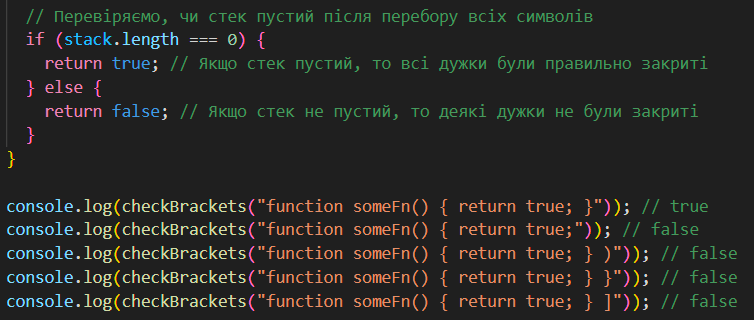 // Перевіряємо, чи стек пустий після перебору всіх символів
if (stack.length === 0) {
return true; // Якщо стек пустий, то всі дужки були правильно закриті
} else {
return false; // Якщо стек не пустий, то деякі дужки не були закриті
}
}
console.log(checkBrackets("function someFn() { return true; }")); // true
console.log(checkBrackets("function someFn() { return true;")); // false
console.log(checkBrackets("function someFn() { return true; } )")); // false
console.log(checkBrackets("function someFn() { return true; } }")); // false
console.log(checkBrackets("function someFn() { return true; } ]")); // false